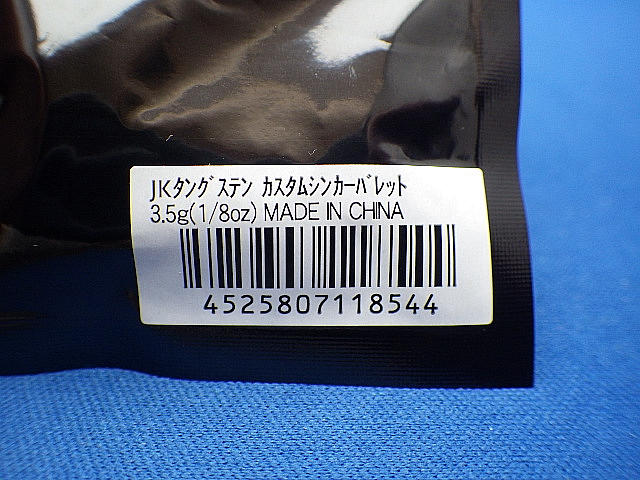 JKﾀﾝｸﾞｽﾃﾝ ｶｽﾀﾑｼﾝｶｰﾊﾞﾚｯﾄ
3.5g(1/8oz) MADE IN CHINA
4525807118544